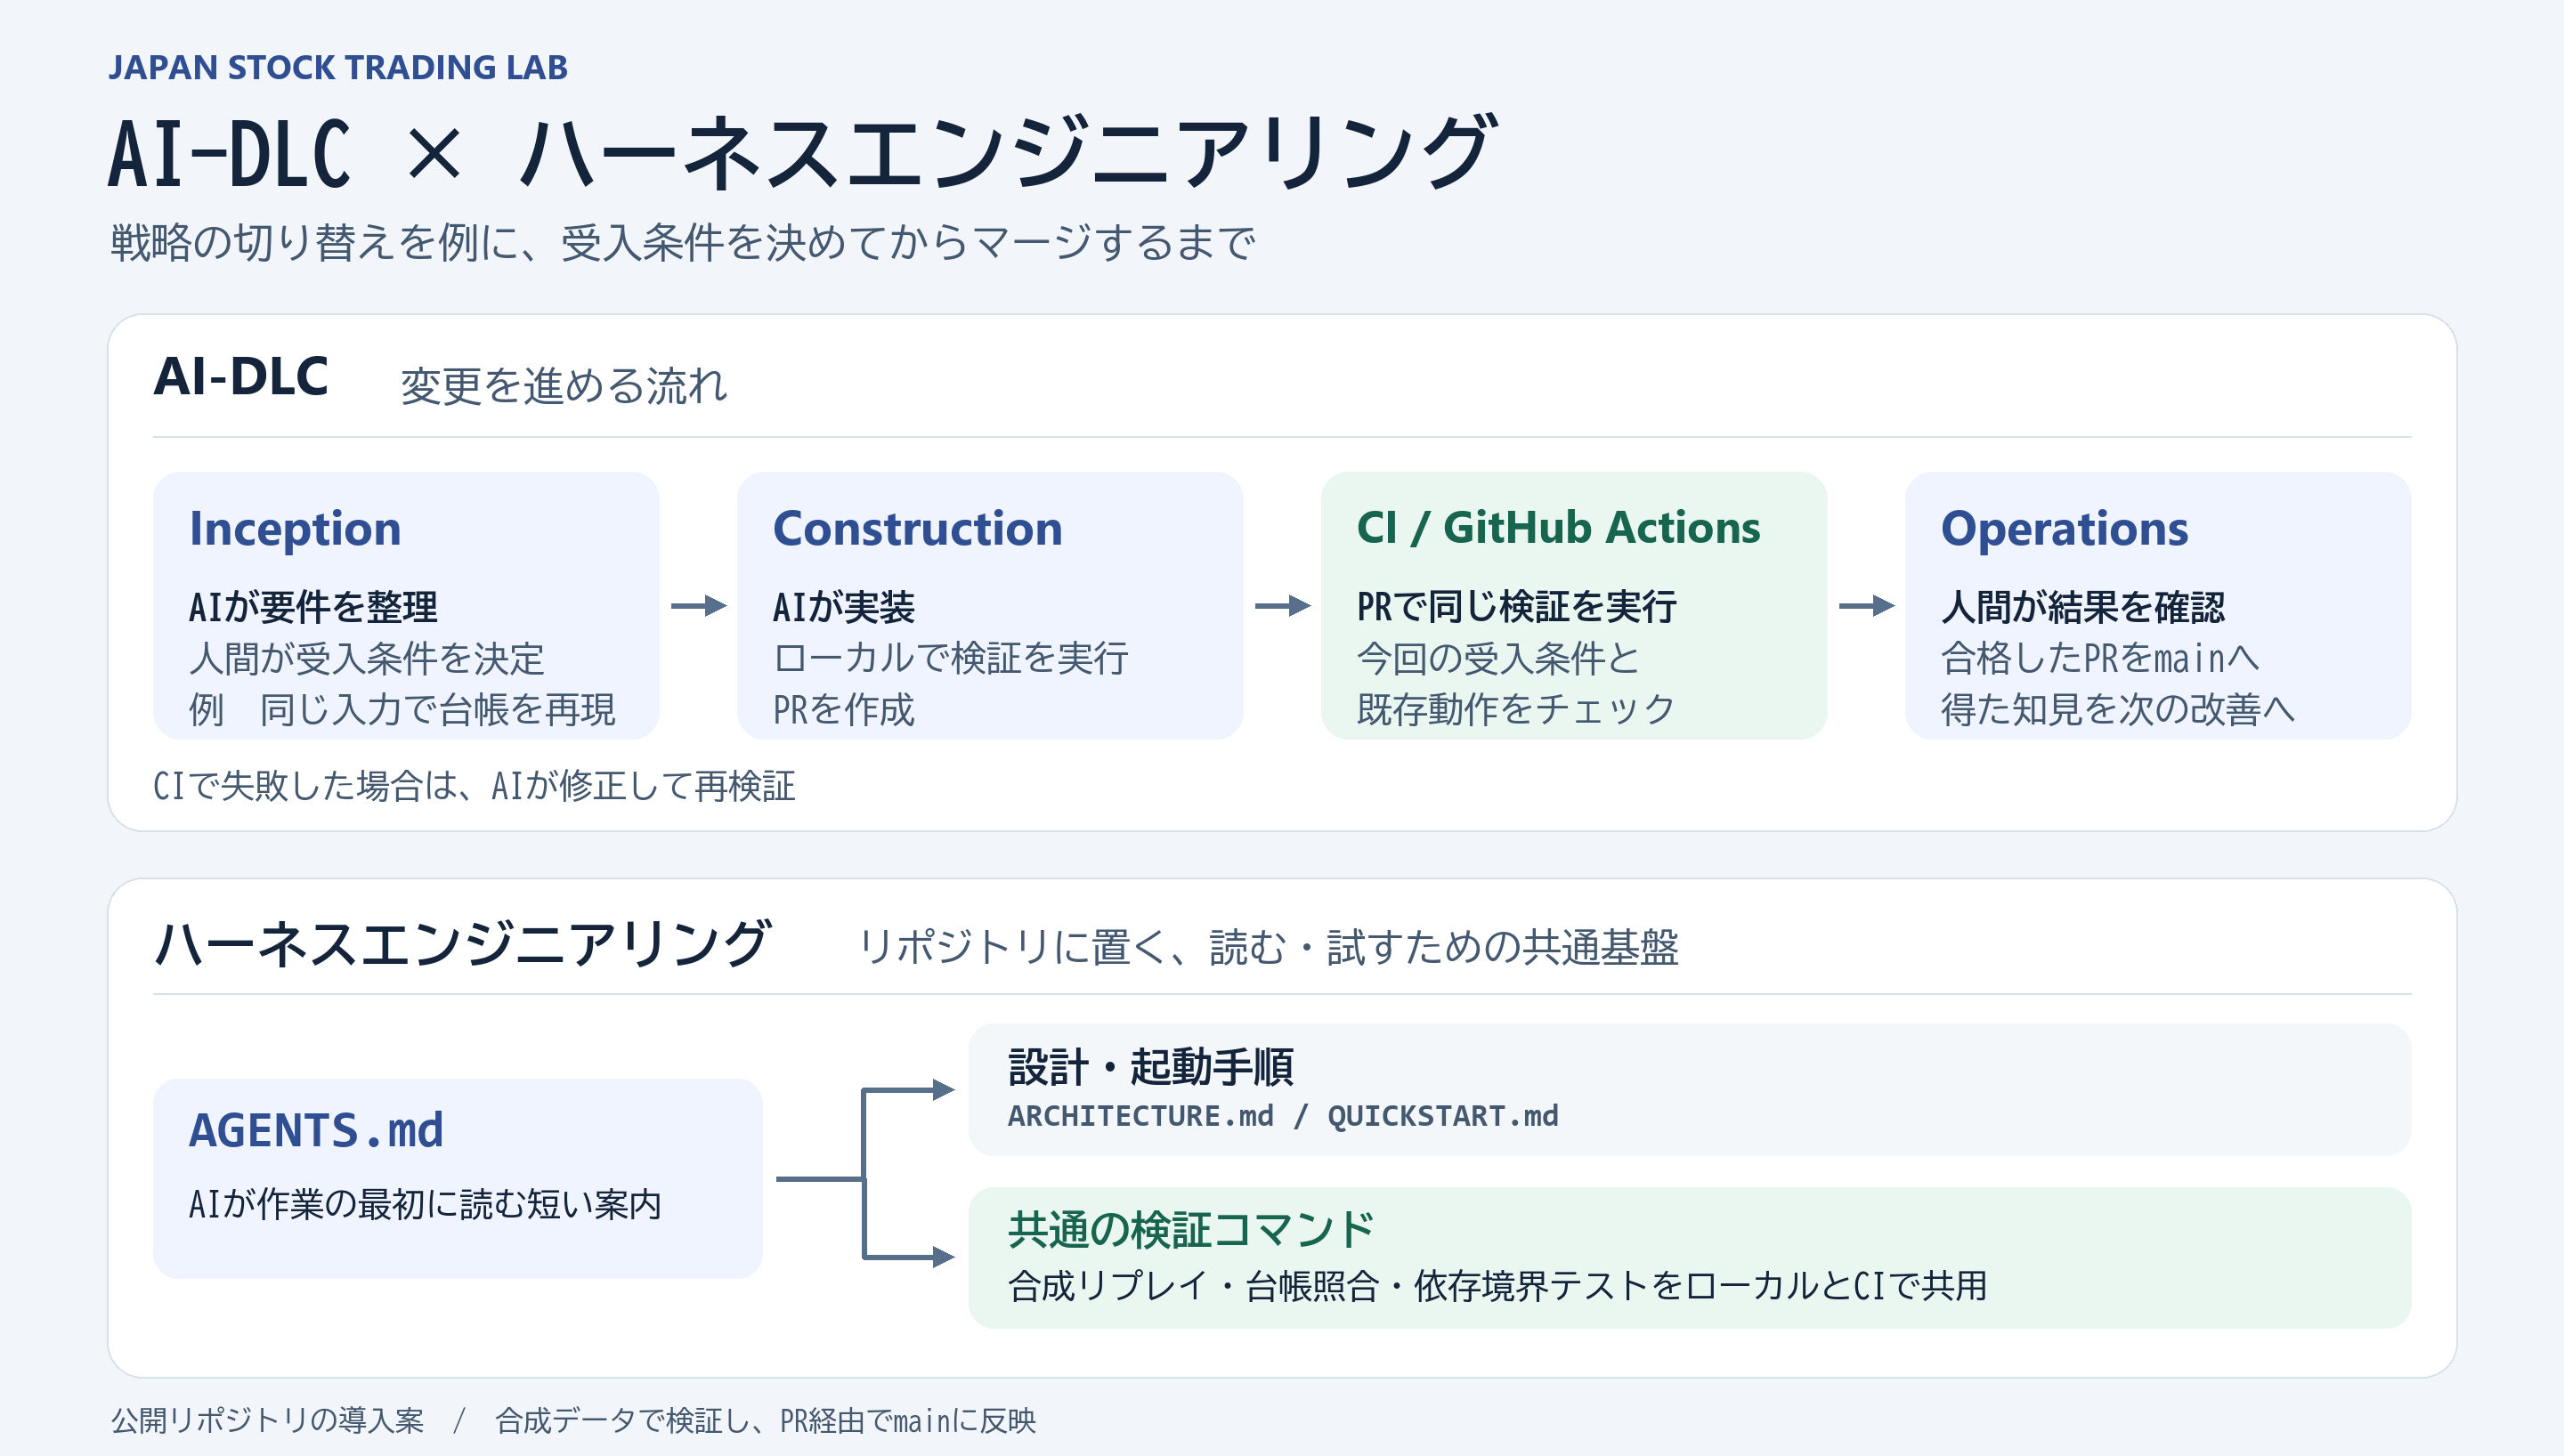 JAPAN STOCK TRADING LAB
AI-DLC × ハーネスエンジニアリング
戦略の切り替えを例に、受入条件を決めてからマージするまで
AI-DLC 変更を進める流れ
Inception
AIが要件を整理
人間が受入条件を決定
例 同じ入力で台帳を再現
Construction
AIが実装
ローカルで検証を実行
PRを作成
CI / GitHub Actions
PRで同じ検証を実行
今回の受入条件と
既存動作をチェック
Operations
人間が結果を確認
合格したPRをmainへ
得た知見を次の改善へ
CIで失敗した場合は、AIが修正して再検証
ハーネスエンジニアリング リポジトリに置く、読む・試すための共通基盤
AGENTS.md
AIが作業の最初に読む短い案内
設計・起動手順
ARCHITECTURE.md / QUICKSTART.md
共通の検証コマンド
合成リプレイ・台帳照合・依存境界テストをローカルとCIで共用
公開リポジトリの導入案 / 合成データで検証し、PR経由でmainに反映